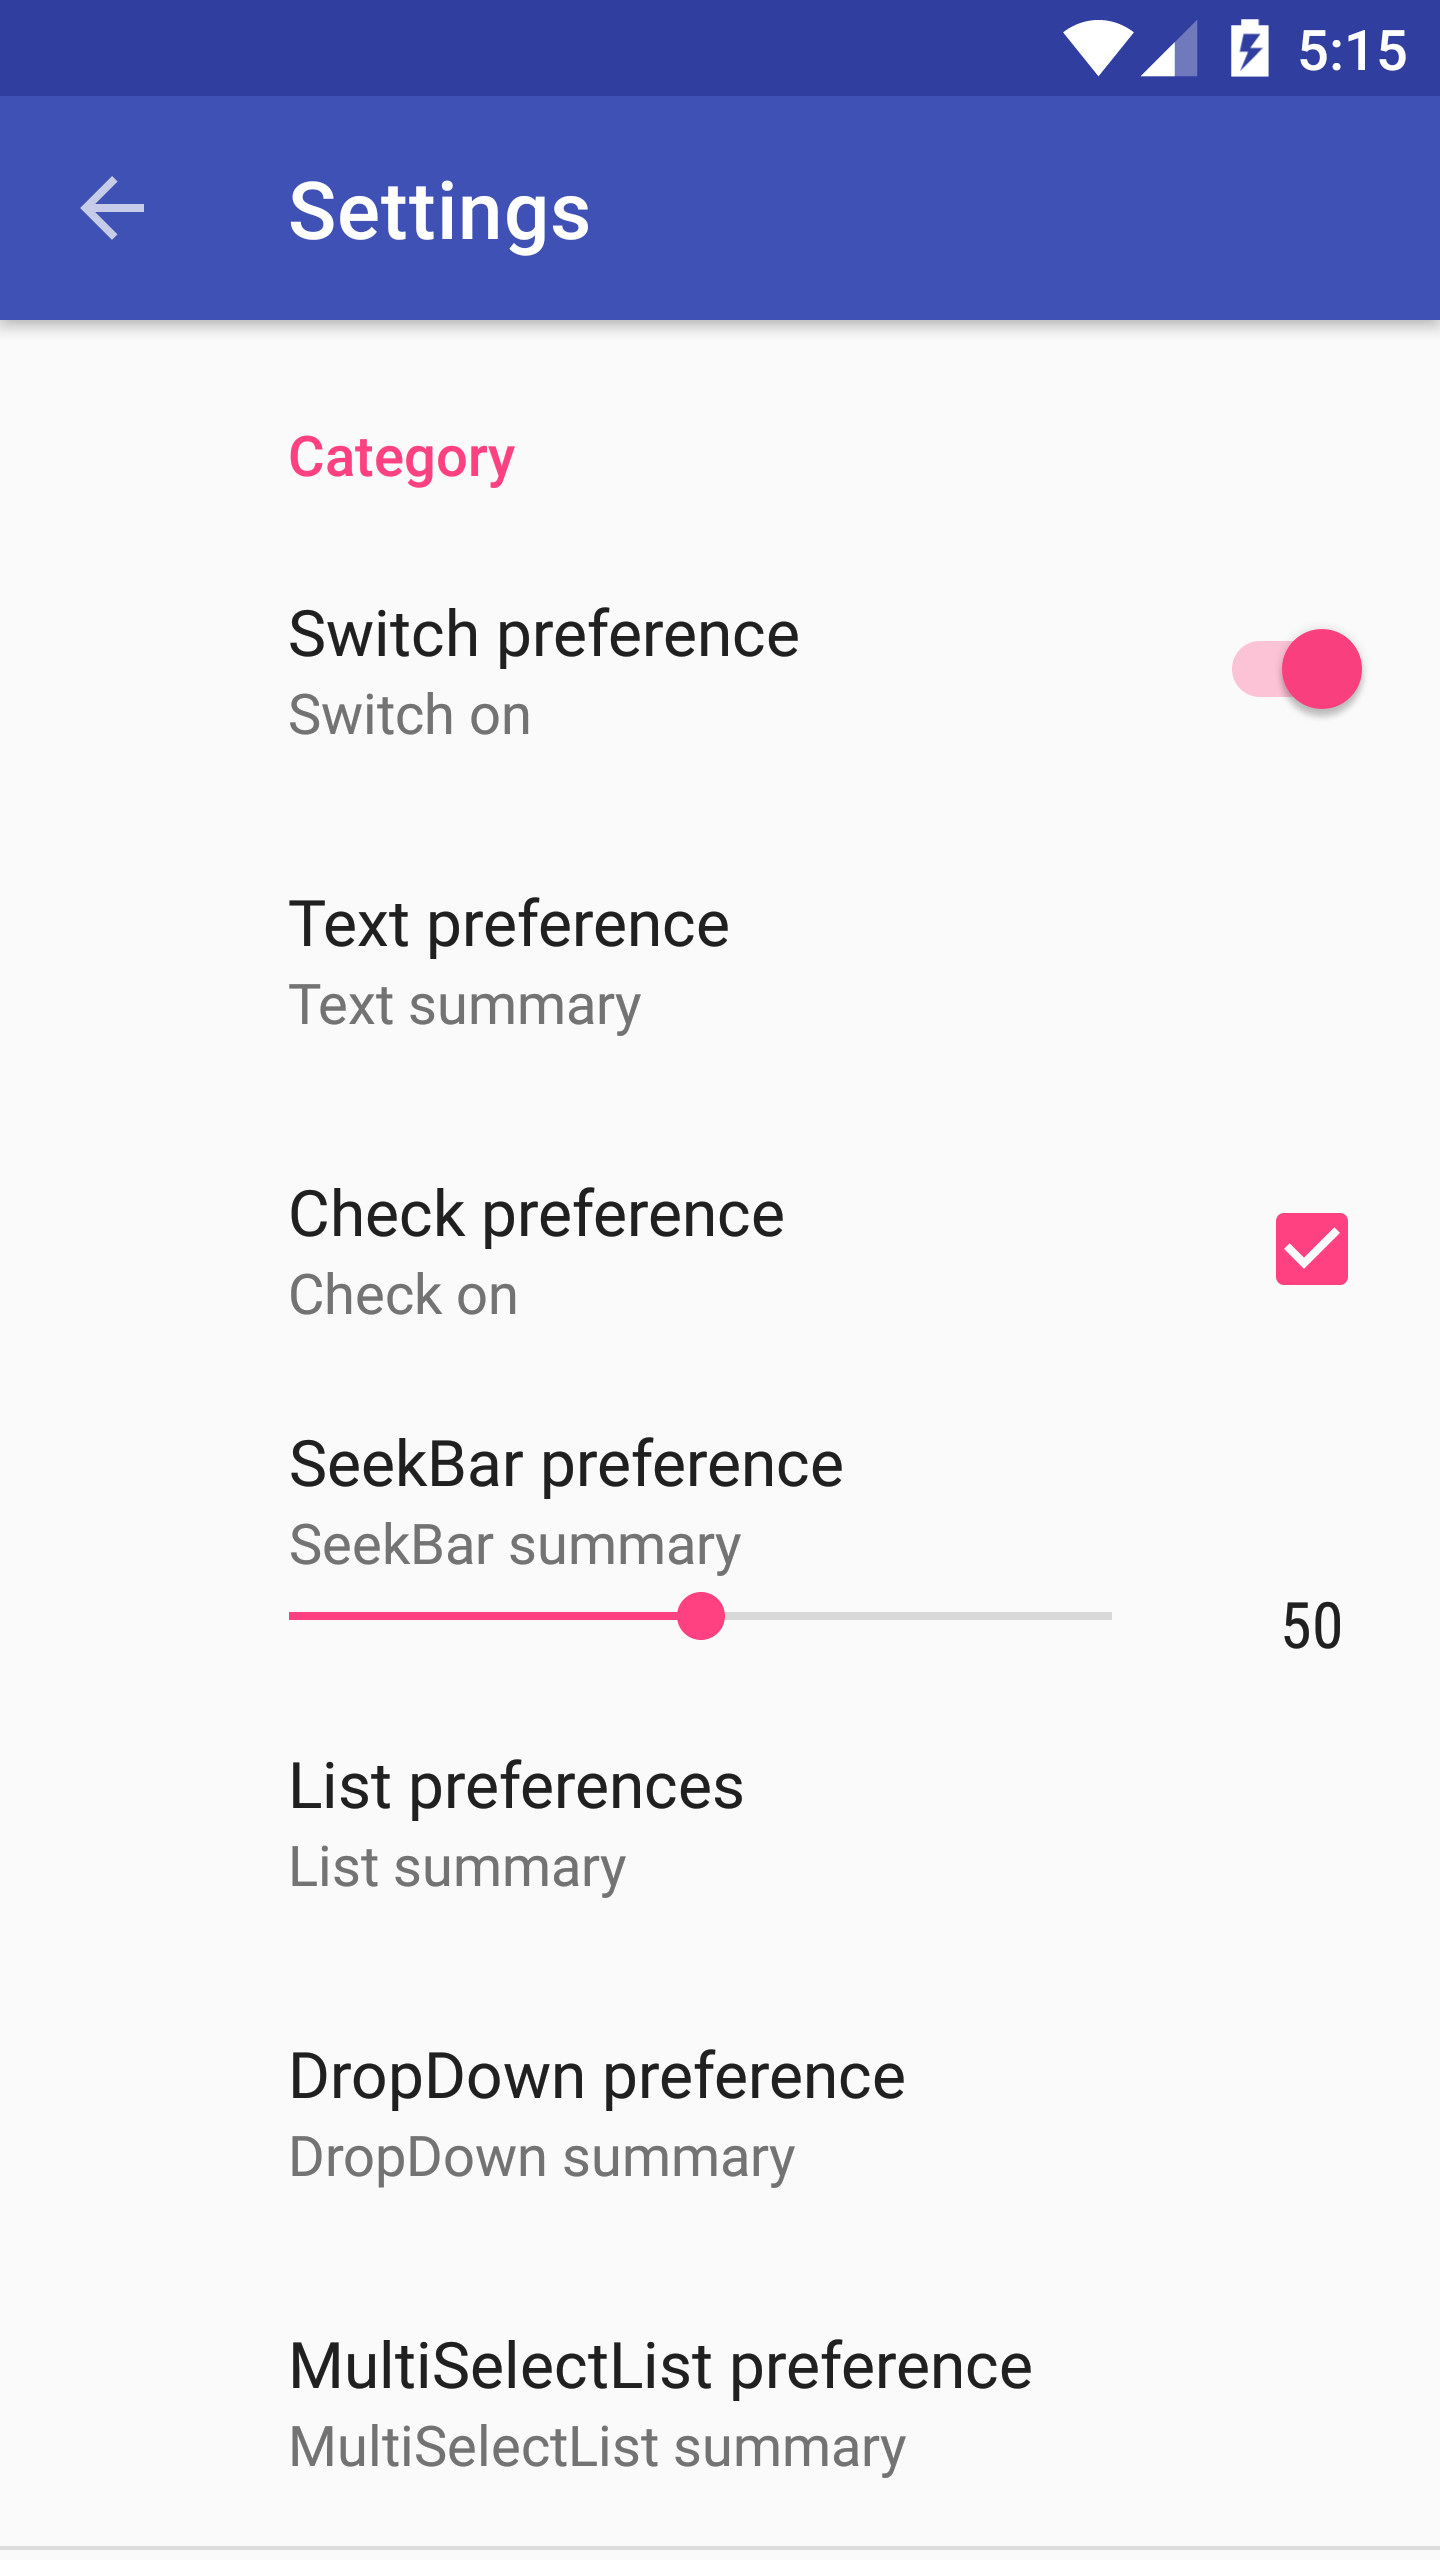 5:15
Settings
Category
Switch preference
Switch on
Text preference
Text summary
Check preference
Check on
SeekBar preference
SeekBar summary
50
List preferences
List summary
DropDown preference
DropDown summary
MultiSelectList preference
MultiSelectList summary